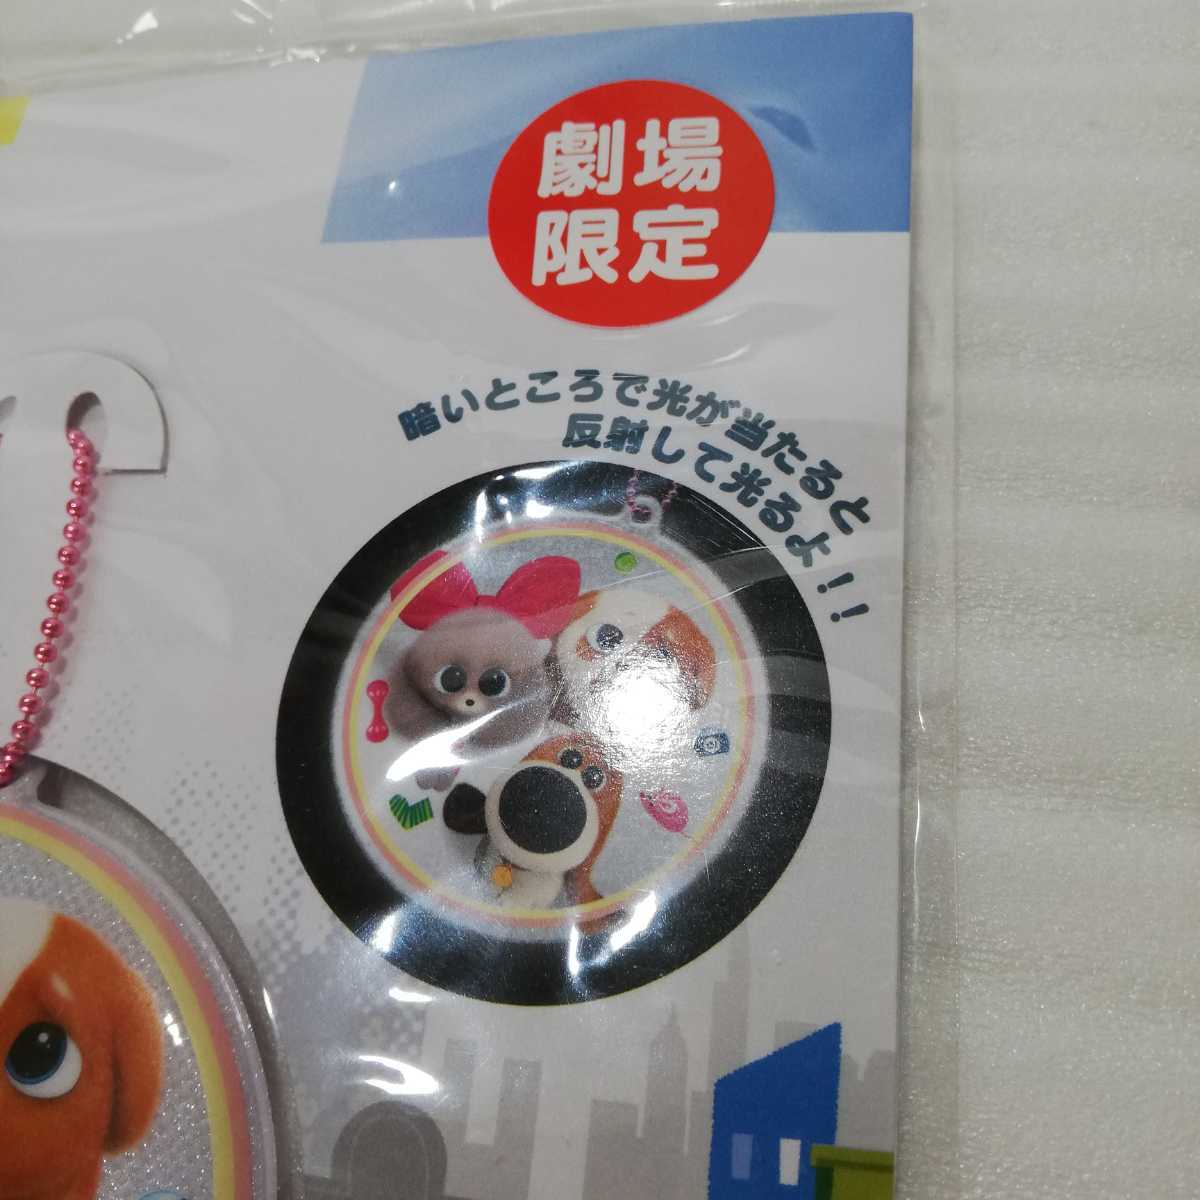 劇場
限定
暗いところで光が当たると
反射して光るよ!!